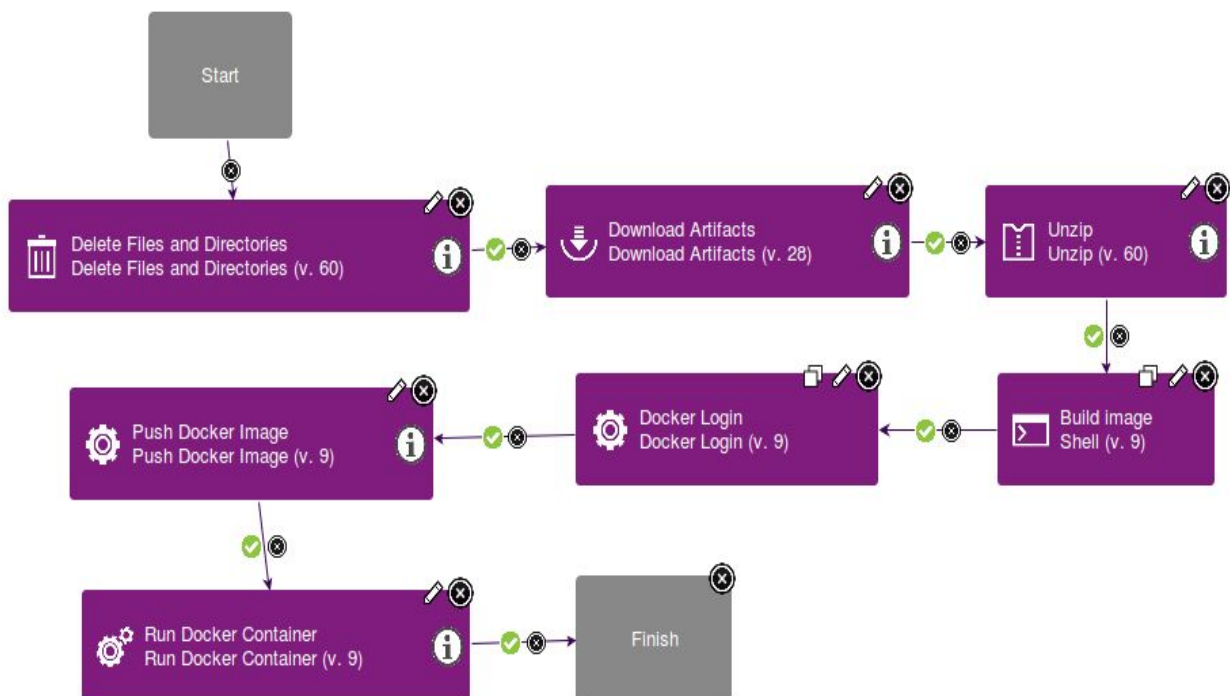 Start
Delete Files and Directories
Delete Files and Directories (v. 60)
Download Artifacts
Download Artifacts (v. 28)
Unzip
Unzip (v. 60)
Build image
Shell (v. 9)
Docker Login
Docker Login (v. 9)
Push Docker Image
Push Docker Image (v. 9)
Run Docker Container
Run Docker Container (v. 9)
Finish